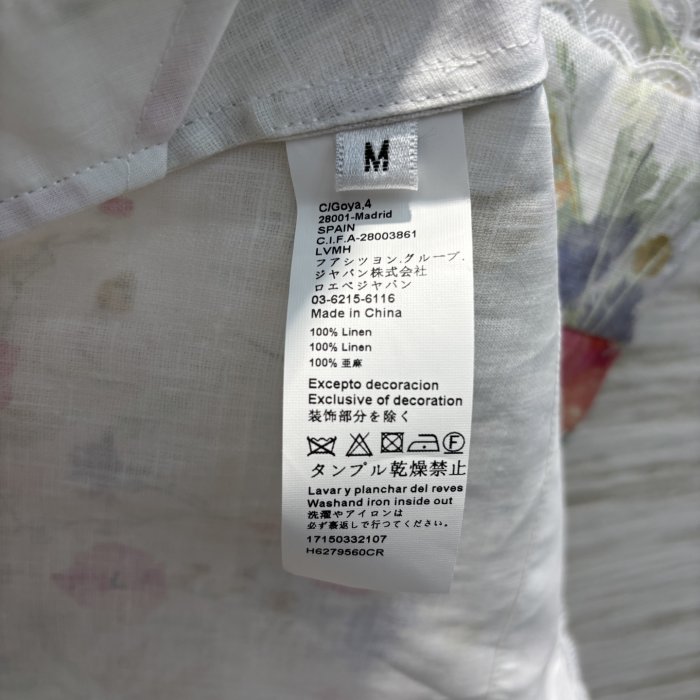 M
C/Goya,4
28001-Madrid
SPAIN
C.I.F.A-28003861
LVMH
フアシツヨン.グループ.
ジャパン株式会社
ロエベジャパン
03-6215-6116
Made in China
100% Linen
100% Linen
100% 亜麻
Excepto decoracion
Exclusive of decoration
装飾部分を除く
F
タンプル乾燥禁止
Lavar y planchar del reves
Washand iron inside out
洗濯やアイロンは
必ず裏返しで行つてください。
17150332107
H6279560CR